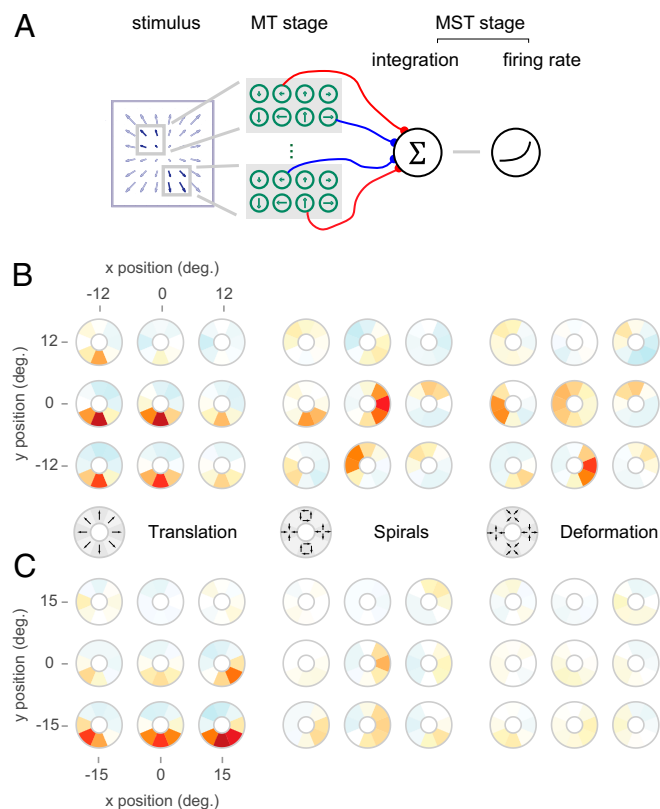 A
stimulus MT stage MST stage
integration firing rate
Σ
B
x position (deg.)
-12 0 12
y position (deg.)
12
0
-12
Translation Spirals Deformation
C
y position (deg.)
15
0
-15
-15 0 15
x position (deg.)